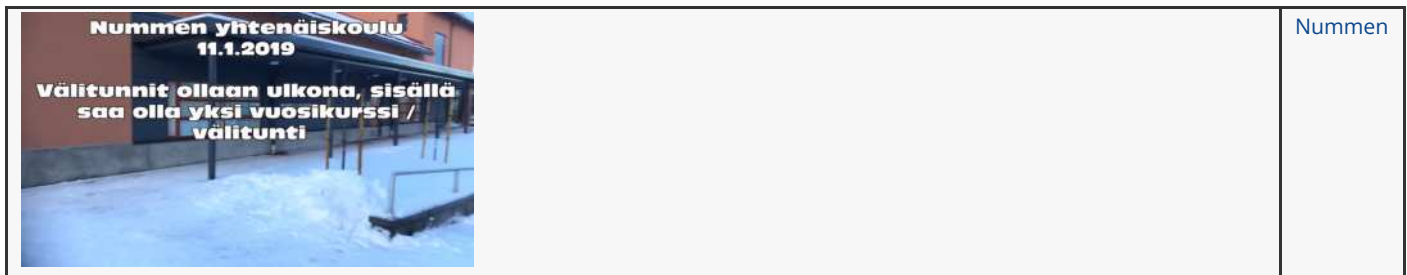 Nummen yhtenäiskoulu
11.1.2019
Välitunnit ollaan ulkona, sisällä
saa olla yksi vuosikurssi /
välitunti
Nummen